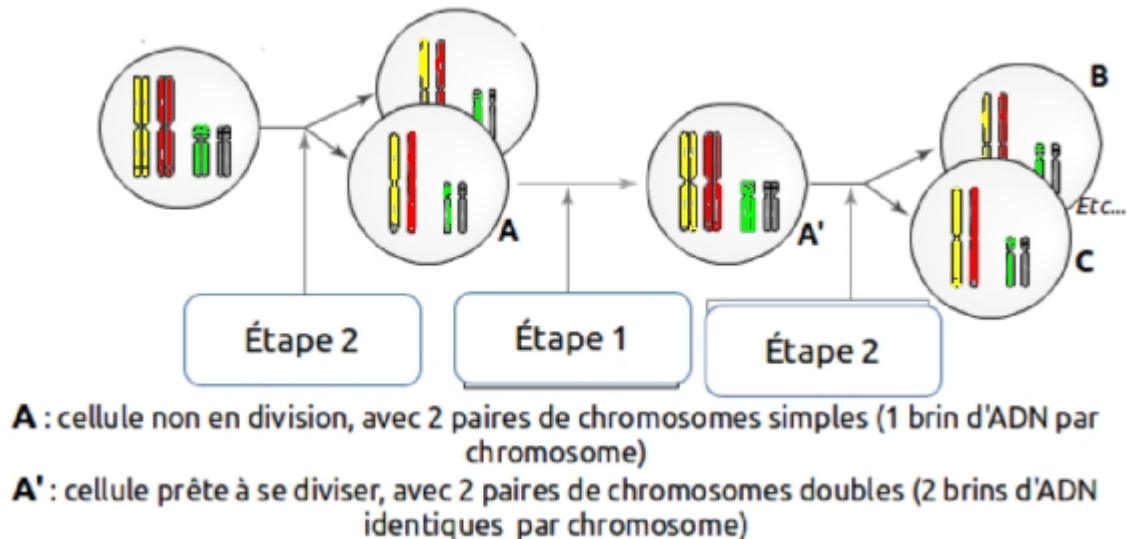 B
A
A'
Etc...
C
Étape 2
Étape 1
Étape 2
A : cellule non en division, avec 2 paires de chromosomes simples (1 brin d'ADN par
chromosome)
A' : cellule prête à se diviser, avec 2 paires de chromosomes doubles (2 brins d'ADN
identiques par chromosome)